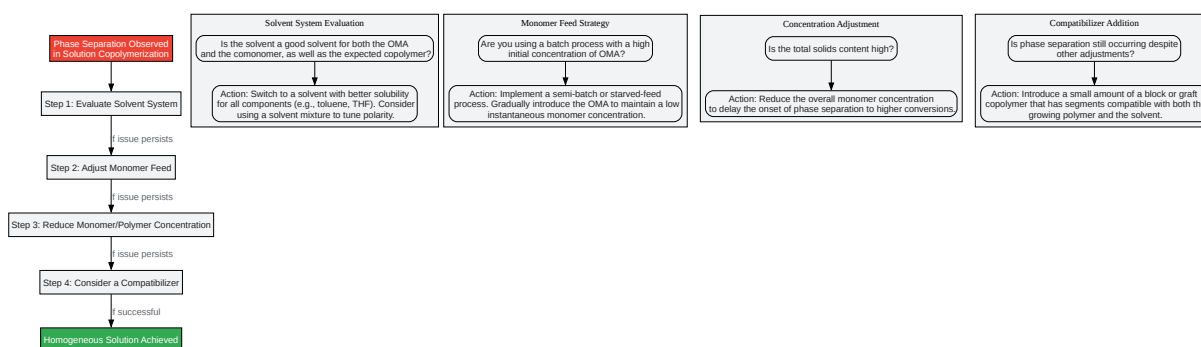 Phase Separation Observed
in Solution Copolymerization
Step 1: Evaluate Solvent System
if issue persists
Step 2: Adjust Monomer Feed
if issue persists
Step 3: Reduce Monomer/Polymer Concentration
if issue persists
Step 4: Consider a Compatibilizer
if successful
Homogeneous Solution Achieved
Solvent System Evaluation
Is the solvent a good solvent for both the OMA
and the comonomer, as well as the expected copolymer?
Action: Switch to a solvent with better solubility
for all components (e.g., toluene, THF). Consider
using a solvent mixture to tune polarity.
Monomer Feed Strategy
Are you using a batch process with a high
initial concentration of OMA?
Action: Implement a semi-batch or starved-feed
process. Gradually introduce the OMA to maintain a low
instantaneous monomer concentration.
Concentration Adjustment
Is the total solids content high?
Action: Reduce the overall monomer concentration
to delay the onset of phase separation to higher conversions.
Compatibilizer Addition
Is phase separation still occurring despite
other adjustments?
Action: Introduce a small amount of a block or graft
copolymer that has segments compatible with both
growing polymer and the solvent.